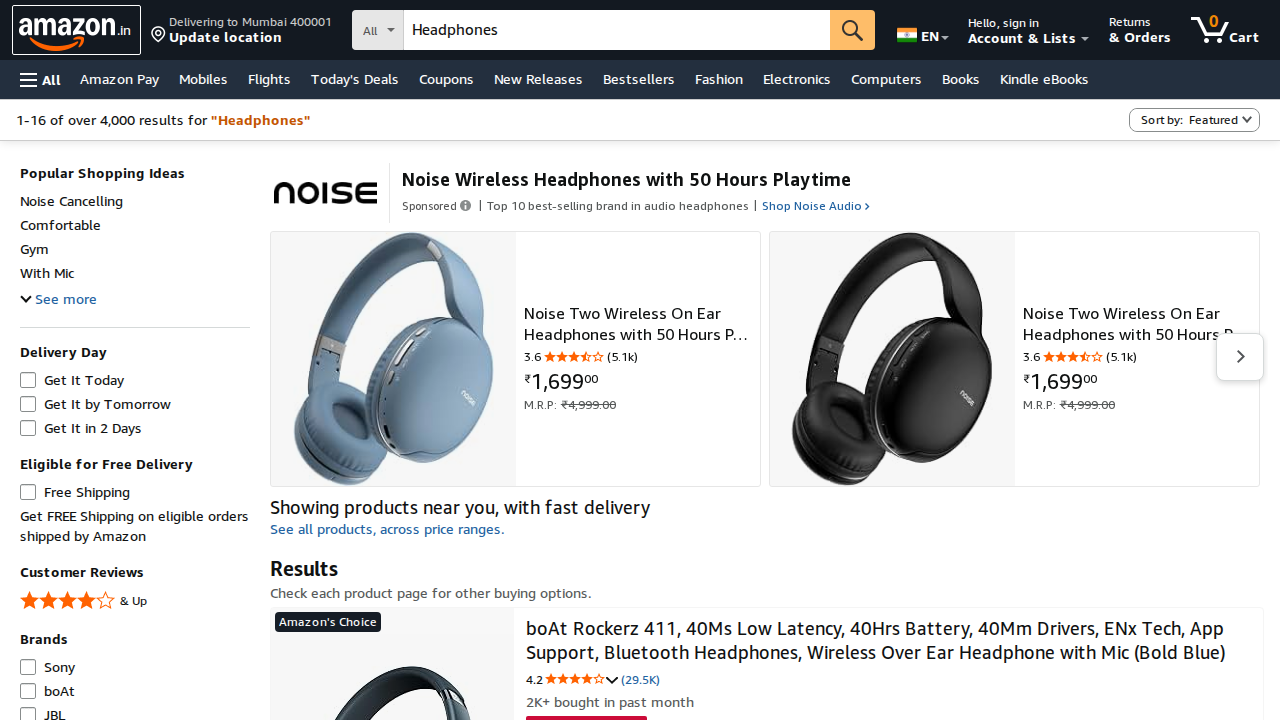 amazon.in
Delivering to Mumbai 400001
Update location
All
Headphones
EN
Hello, sign in
Account & Lists
Returns
& Orders
0
Cart
All
Amazon Pay
Mobiles
Flights
Today's Deals
Coupons
New Releases
Bestsellers
Fashion
Electronics
Computers
Books
Kindle eBooks
1-16 of over 4,000 results for "Headphones"
Sort by: Featured
Popular Shopping Ideas
Noise Cancelling
Comfortable
Gym
With Mic
See more
Delivery Day
Get It Today
Get It by Tomorrow
Get It in 2 Days
Eligible for Free Delivery
Free Shipping
Get FREE Shipping on eligible orders
shipped by Amazon
Customer Reviews
& Up
Brands
Sony
boAt
JBL
NOISE
Noise Wireless Headphones with 50 Hours Playtime
Sponsored | Top 10 best-selling brand in audio headphones | Shop Noise Audio
noise
Noise Two Wireless On Ear
Headphones with 50 Hours P…
3.6 (5.1k)
₹1,69900
M.R.P: ₹4,999.00
noise
Noise Two Wireless On Ear
Headphones with 50 Hours P
3.6 (5.1k)
₹1,69900
M.R.P: ₹4,999.00
Showing products near you, with fast delivery
See all products, across price ranges.
Results
Check each product page for other buying options.
Amazon's Choice
boAt Rockerz 411, 40Ms Low Latency, 40Hrs Battery, 40Mm Drivers, ENx Tech, App
Support, Bluetooth Headphones, Wireless Over Ear Headphone with Mic (Bold Blue)
4.2 (29.5K)
2K+ bought in past month